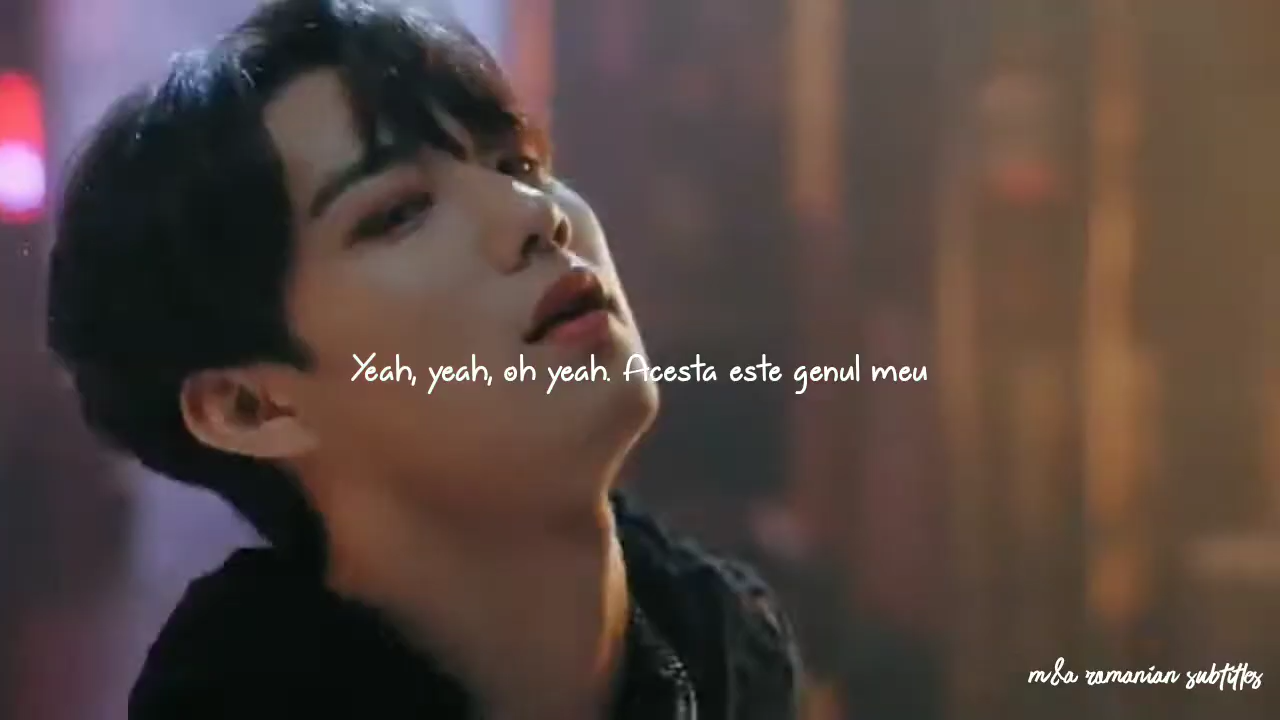 Yeah, yeah, oh yeah. Acesta este genul meu
m&a romanian subtitles